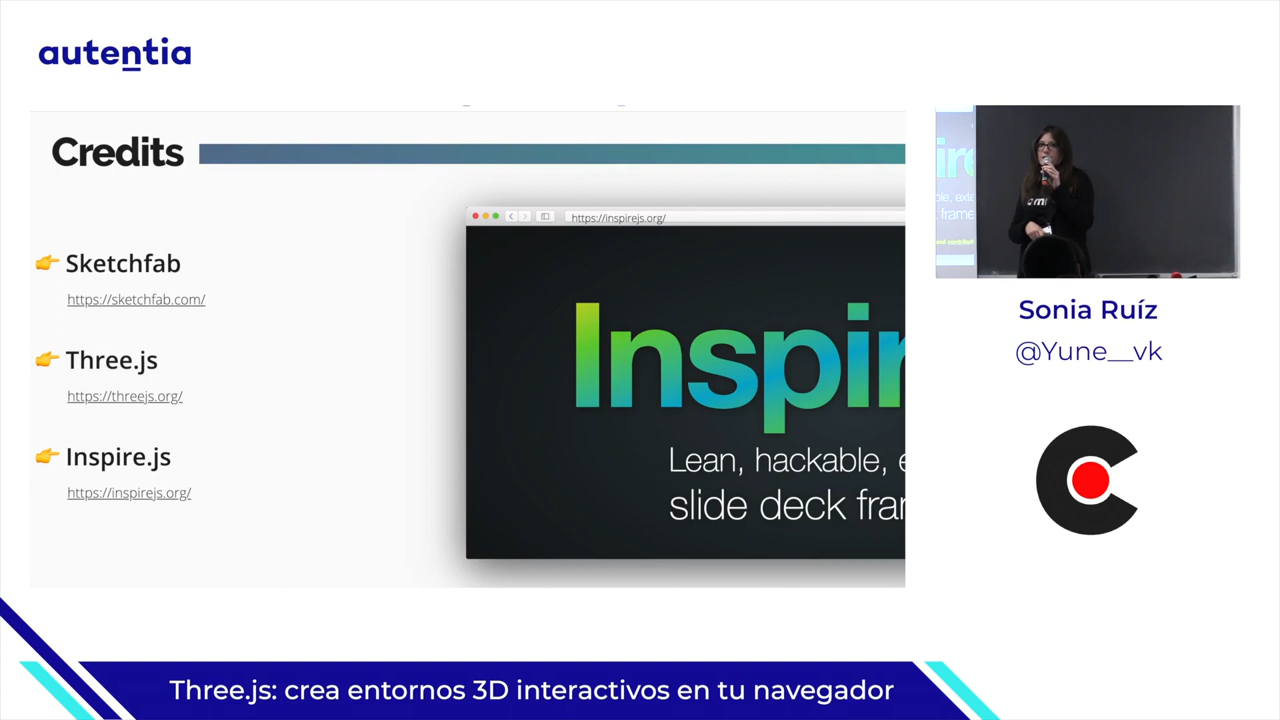 autentia
Credits
Sketchfab
https://sketchfab.com/
Three.js
https://threejs.org/
Inspire.js
https://inspirejs.org/
https://inspirejs.org/
Inspir
Lean, hackable, e
slide deck fra
Sonia Ruíz
@Yune__vk
Three.js: crea entornos 3D interactivos en tu navegador